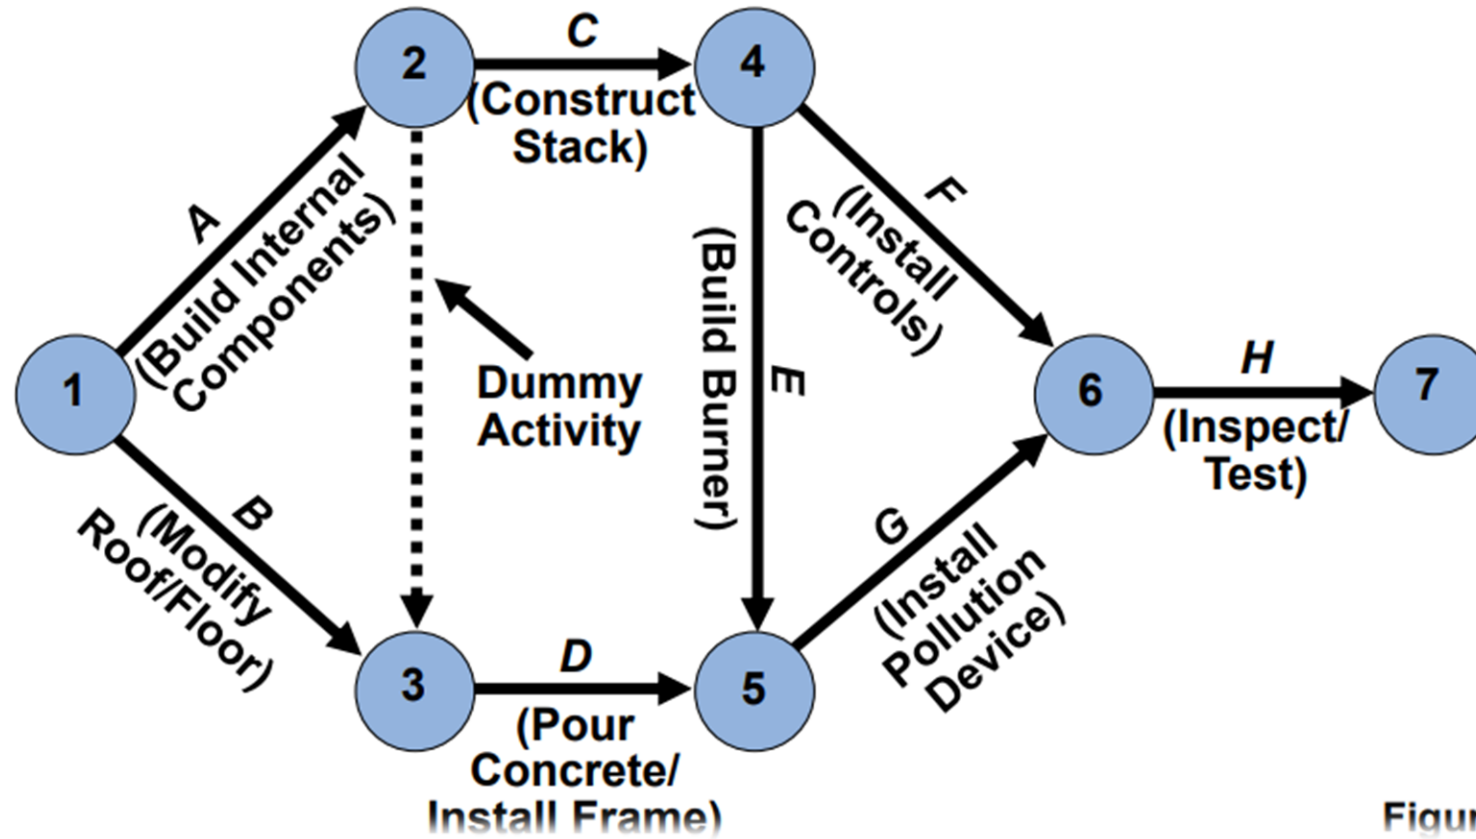 2
C
4
(Construct
Stack)
A
(Build Internal
Components)
F
(Install
Controls)
(Build Burner)
E
Dummy
Activity
1
6
H
7
(Inspect/
Test)
B
(Modify
Roof/Floor)
G
(Install
Pollution
Device)
3
D
5
(Pour
Concrete/
Install Frame)